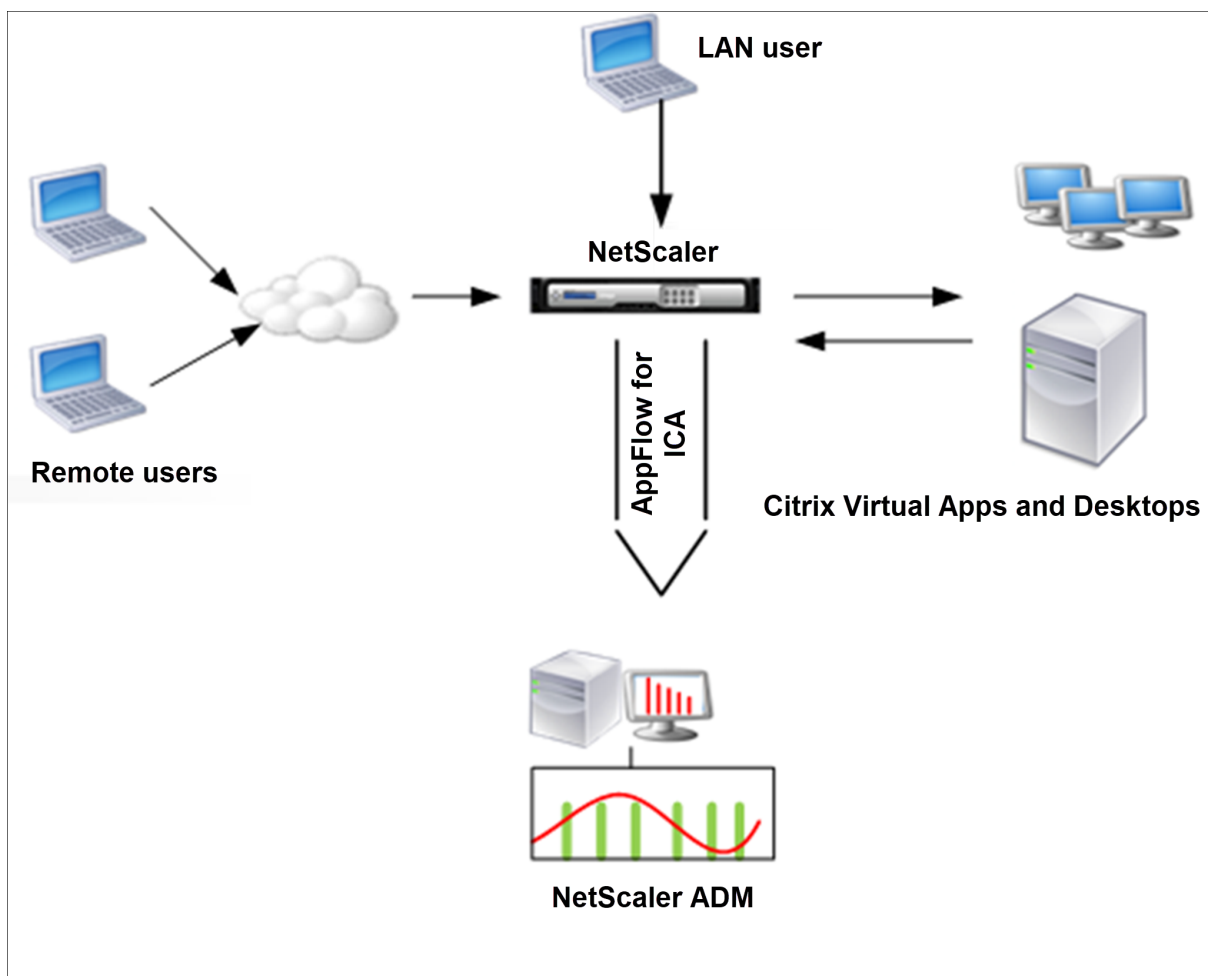 LAN user
NetScaler
AppFlow for
ICA
Remote users
Citrix Virtual Apps and Desktops
NetScaler ADM